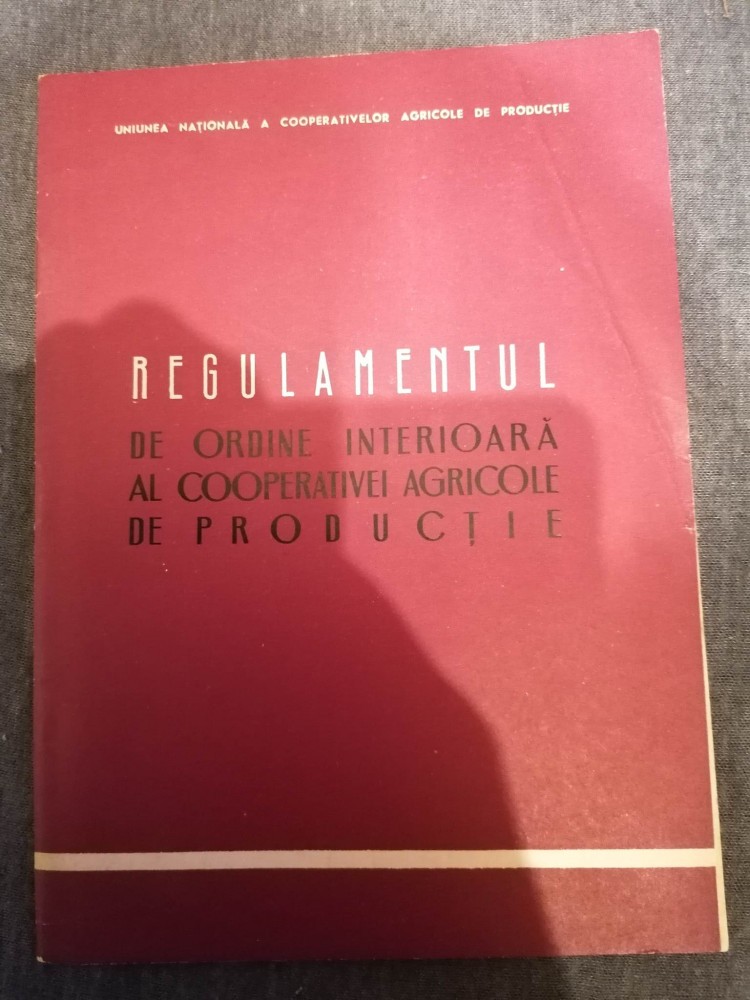 UNIUNEA NAȚIONALĂ A COOPERATIVELOR AGRICOLE DE PRODUCȚIE
REGULAMENTUL
DE ORDINE INTERIOARĂ
AL COOPERATIVEI AGRICOLE
DE PRODUCȚIE